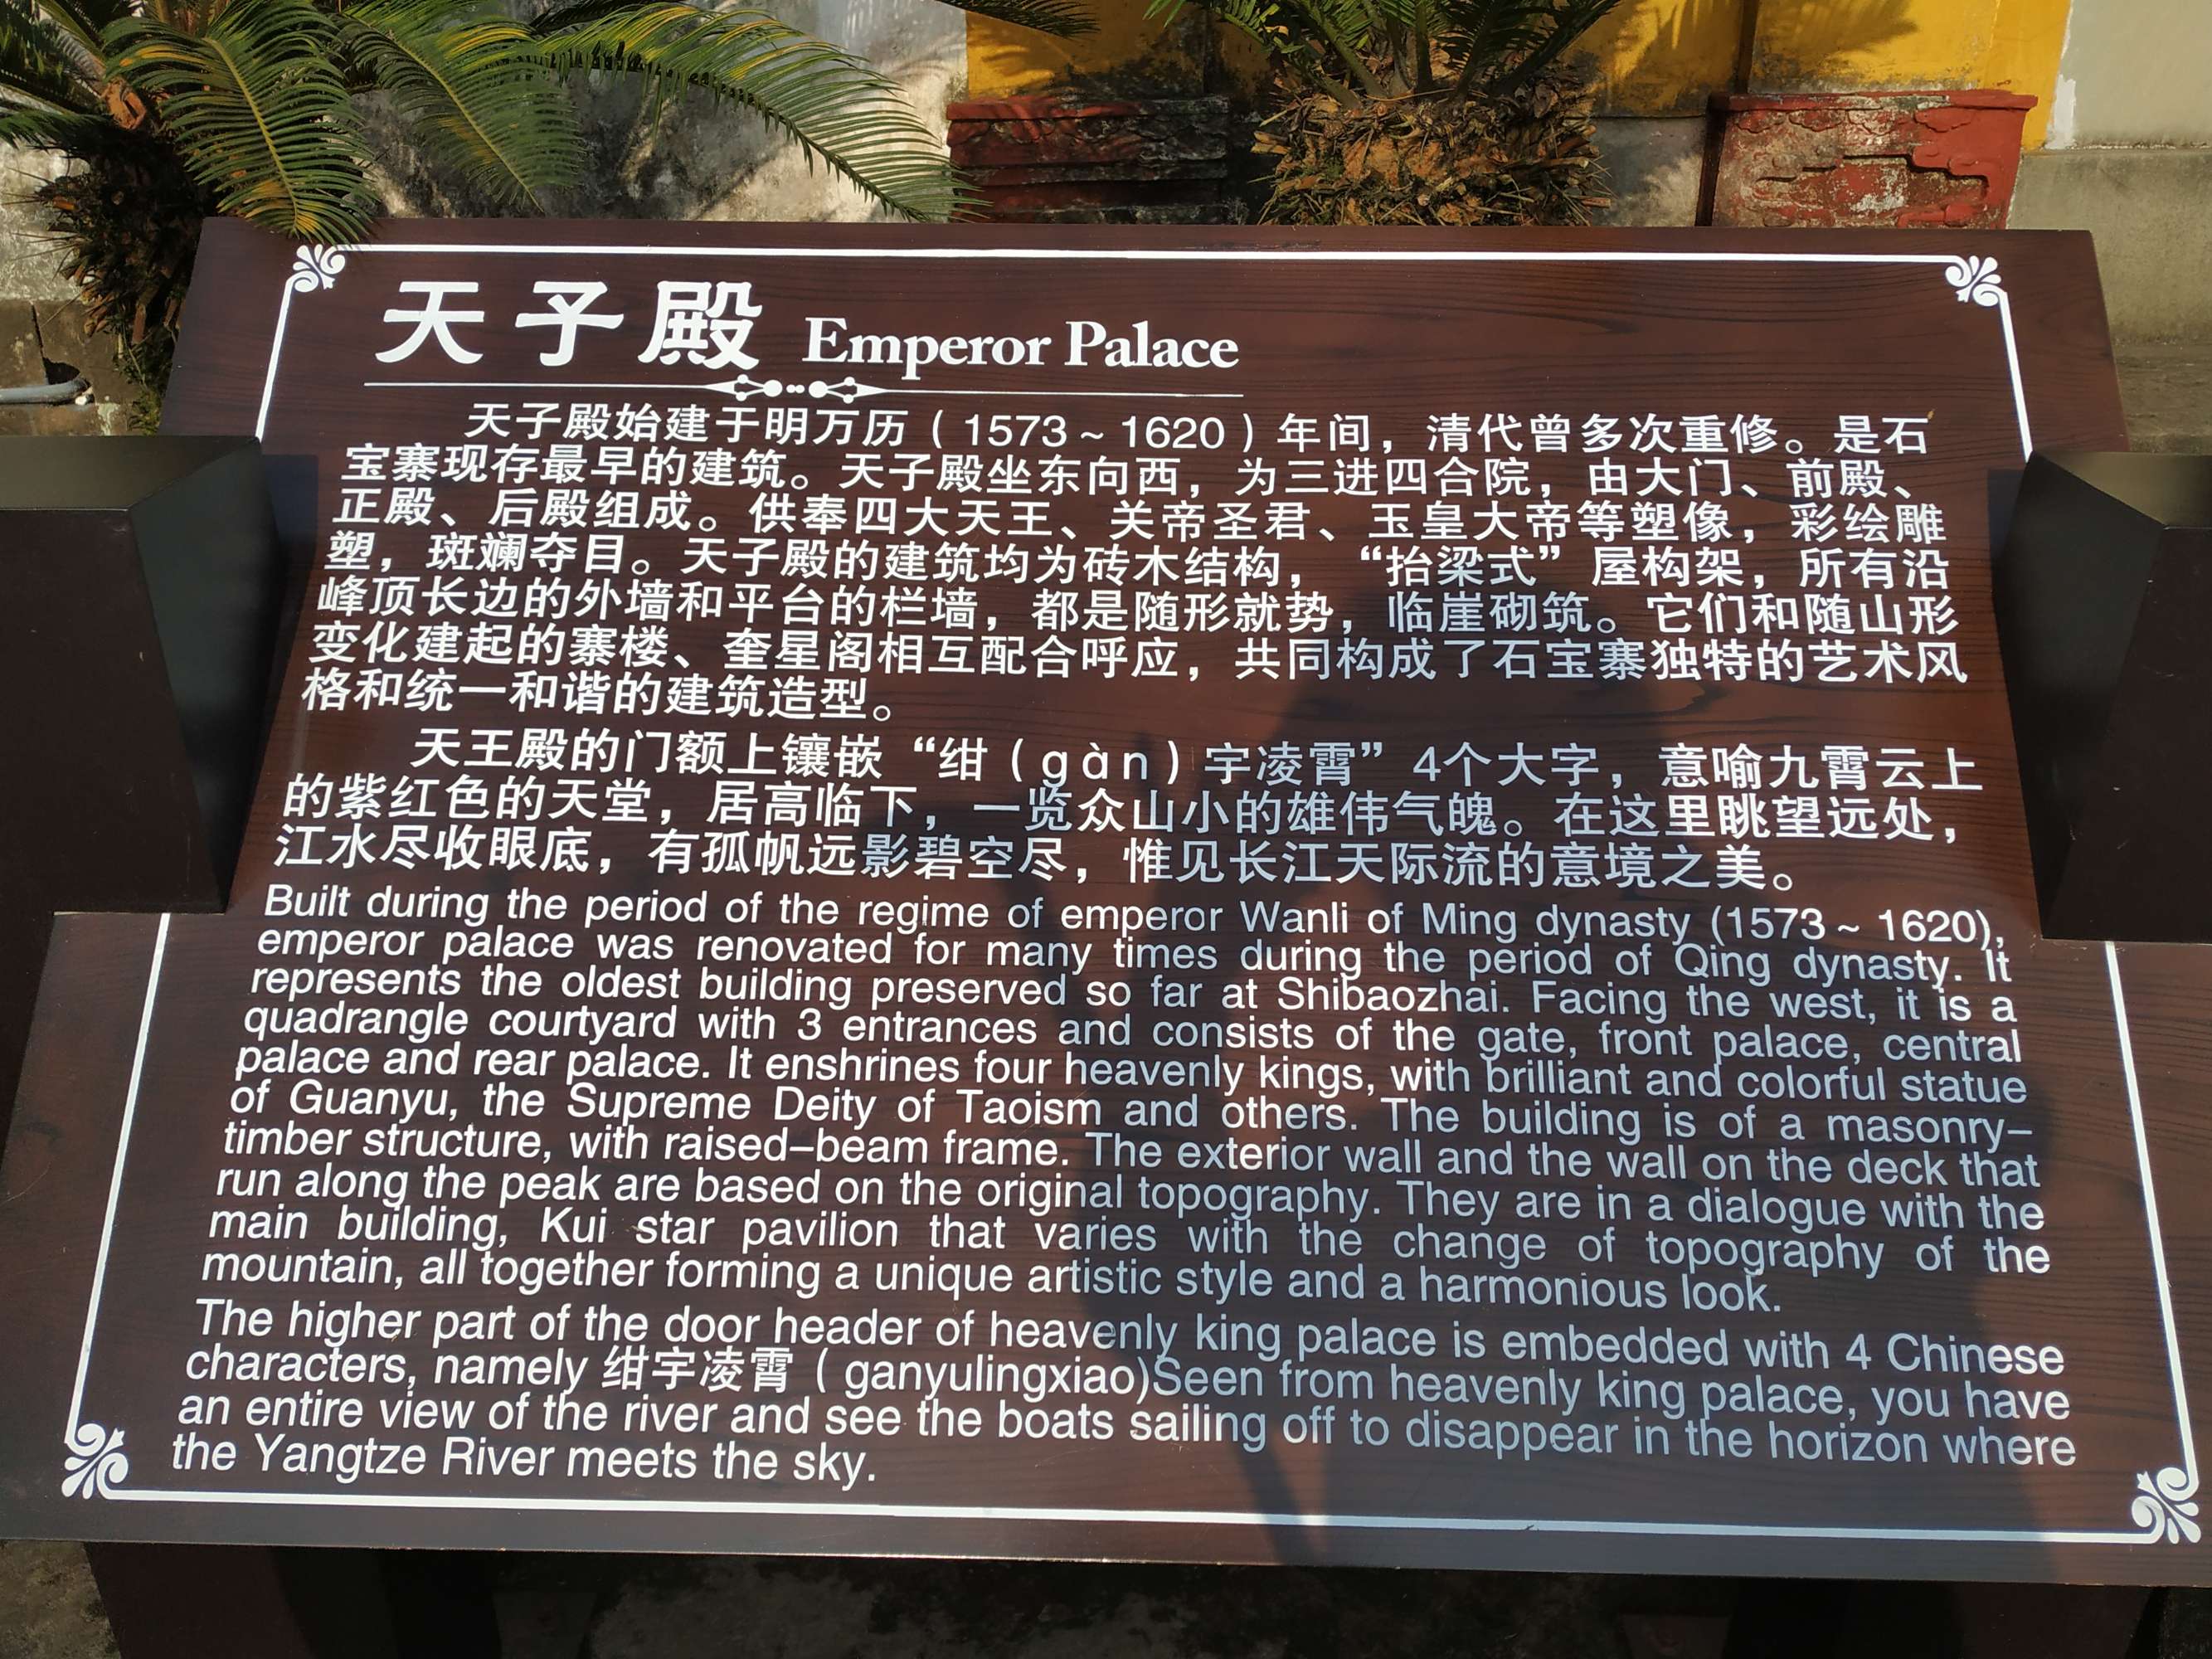 天子殿 Emperor Palace
天子殿始建于明万历（1573～1620）年间，清代曾多次重修。是石
宝寨现存最早的建筑。天子殿坐东向西，为三进四合院，由大门、前殿、
正殿、后殿组成。供奉四大天王、关帝圣君、玉皇大帝等塑像，彩绘雕
塑，斑斓夺目。天子殿的建筑均为砖木结构，“抬梁式”屋构架，所有沿
峰顶长边的外墙和平台的栏墙，都是随形就势，临崖砌筑。它们和随山形
变化建起的寨楼、奎星阁相互配合呼应，共同构成了石宝寨独特的艺术风
格和统一和谐的建筑造型。
天王殿的门额上镶嵌“绀（gàn）宇凌霄”4个大字，意喻九霄云上
的紫红色的天堂，居高临下，一览众山小的雄伟气魄。在这里眺望远处，
江水尽收眼底，有孤帆远影碧空尽，惟见长江天际流的意境之美。
Built during the period of the regime of emperor Wanli of Ming dynasty (1573～1620),
emperor palace was renovated for many times during the period of Qing dynasty. It
represents the oldest building preserved so far at Shibaozhai. Facing the west, it is a
quadrangle courtyard with 3 entrances and consists of the gate, front palace, central
palace and rear palace. It enshrines four heavenly kings, with brilliant and colorful statue
of Guanyu, the Supreme Deity of Taoism and others. The building is of a masonry–
timber structure, with raised–beam frame. The exterior wall and the wall on the deck that
run along the peak are based on the original topography. They are in a dialogue with the
main building, Kui star pavilion that varies with the change of topography of the
mountain, all together forming a unique artistic style and a harmonious look.
The higher part of the door header of heavenly king palace is embedded with 4 Chinese
characters, namely 绀宇凌霄（ganyulingxiao)Seen from heavenly king palace, you have
an entire view of the river and see the boats sailing off to disappear in the horizon where
the Yangtze River meets the sky.